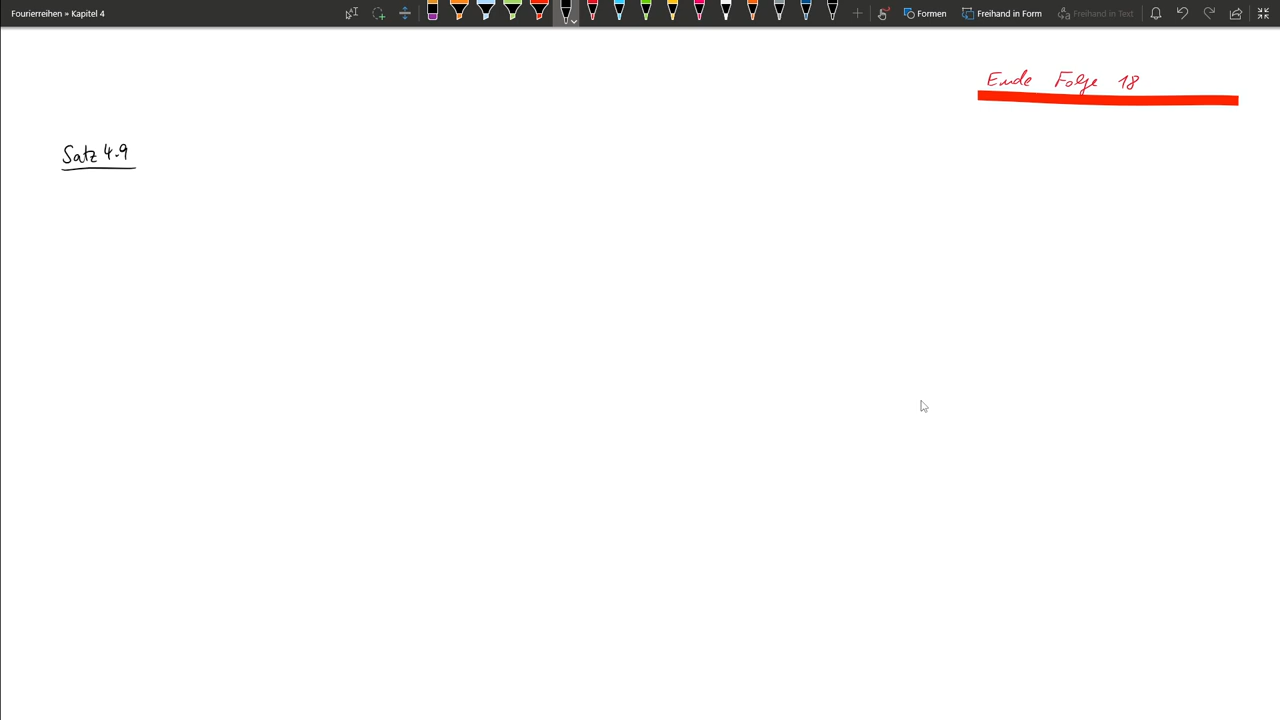 Fourierreihen » Kapitel 4
Formen
Freihand in Form
Freihand in Text
Ende Folge 18
Satz 4.9